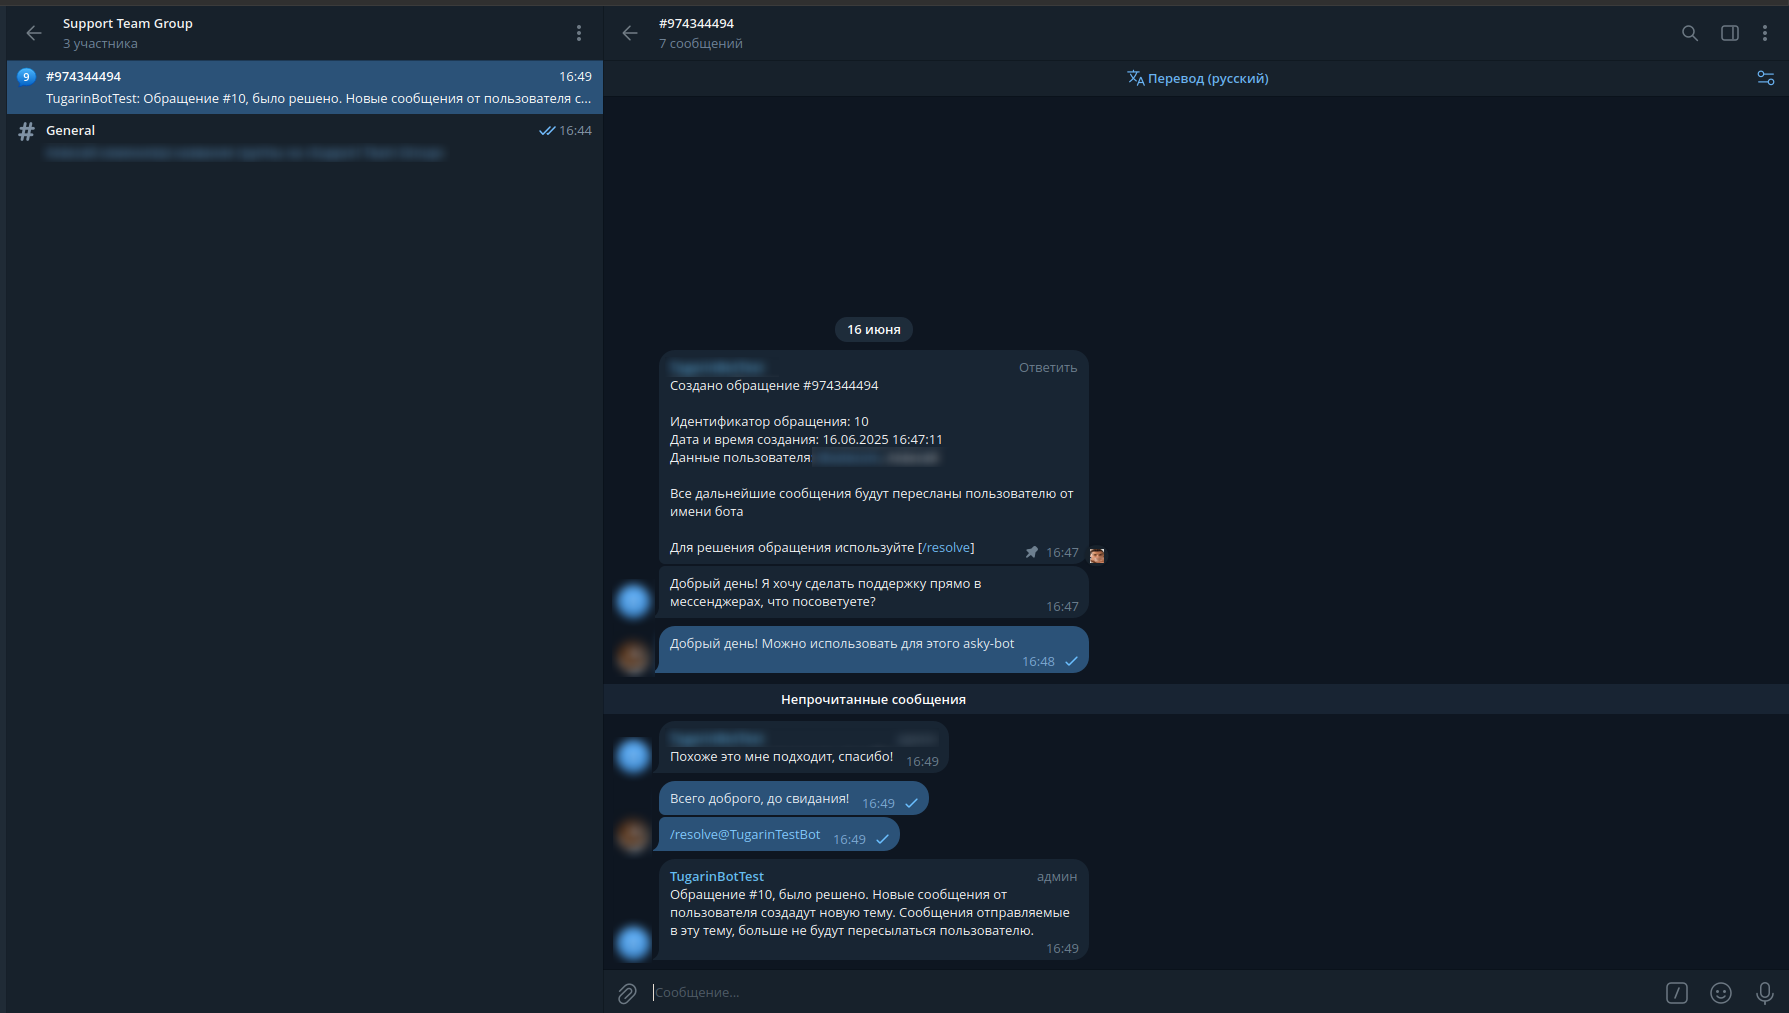 Support Team Group
3 участника
9
#974344494
16:49
TugarinBotTest: Обращение #10, было решено. Новые сообщения от пользователя с...
General
16:44
#974344494
7 сообщений
Перевод (русский)
16 июня
Ответить
Создано обращение #974344494
Идентификатор обращения: 10
Дата и время создания: 16.06.2025 16:47:11
Данные пользователя
Все дальнейшие сообщения будут пересланы пользователю от
имени бота
Для решения обращения используйте [/resolve]
16:47
Добрый день! Я хочу сделать поддержку прямо в
мессенджерах, что посоветуете?
16:47
Добрый день! Можно использовать для этого asky-bot
16:48
Непрочитанные сообщения
Похоже это мне подходит, спасибо!
16:49
Всего доброго, до свидания!
16:49
/resolve@TugarinTestBot
16:49
TugarinBotTest
админ
Обращение #10, было решено. Новые сообщения от
пользователя создадут новую тему. Сообщения отправляемые
в эту тему, больше не будут пересылаться пользователю.
16:49
Сообщение...